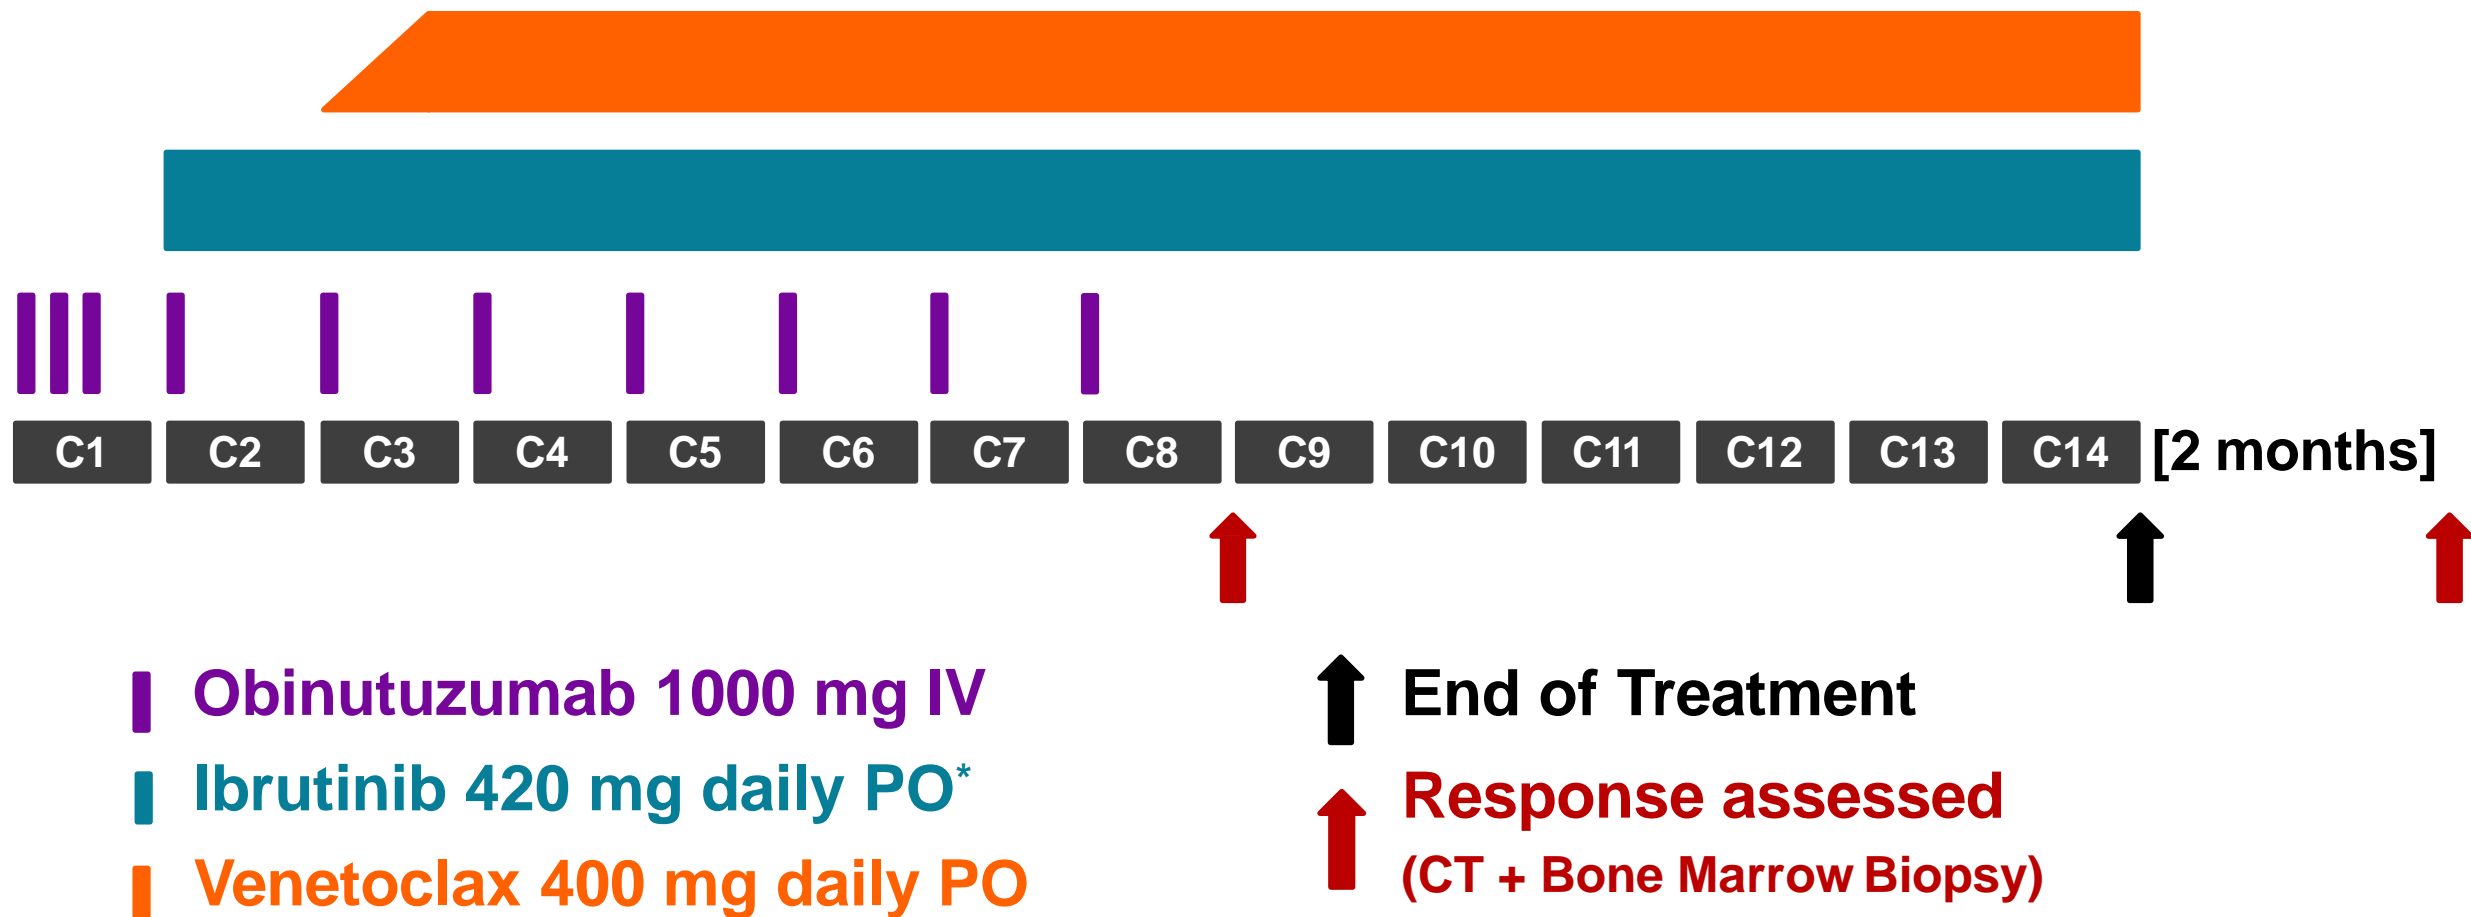 C1 C2 C3 C4 C5 C6 C7 C8 C9 C10 C11 C12 C13 C14 [2 months]
Obinutuzumab 1000 mg IV
Ibrutinib 420 mg daily PO*
Venetoclax 400 mg daily PO
End of Treatment
Response assessed
(CT + Bone Marrow Biopsy)